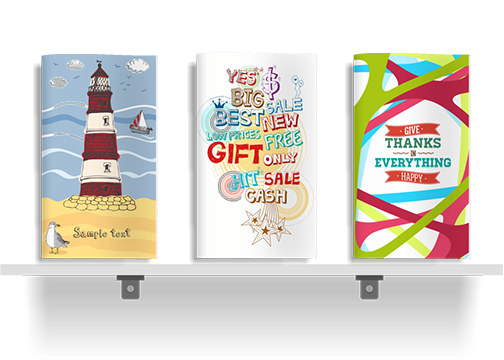 Sample text
YES $
BIG SALE
BEST NEW
LOW PRICES FREE
GIFT ONLY
HIT SALE
CASH
GIVE
THANKS
IN
EVERYTHING
HAPPY